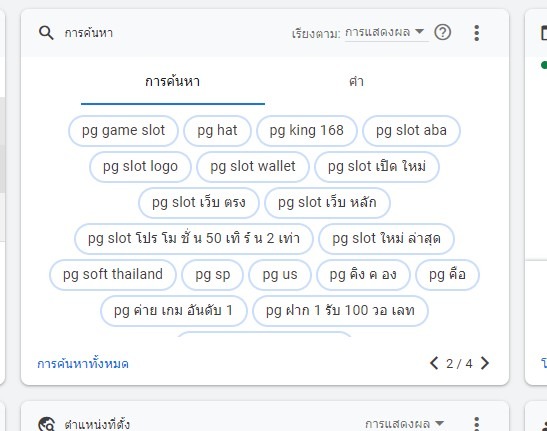 การค้นหา เรียงตาม: การแสดงผล
การค้นหา คำ
pg game slot pg hat pg king 168 pg slot aba
pg slot logo pg slot wallet pg slot เปิด ใหม่
pg slot เว็บ ตรง pg slot เว็บ หลัก
pg slot โปร โม ชั่ น 50 เทิ ร์ น 2 เท่า pg slot ใหม่ ล่าสุด
pg soft thailand pg sp pg us pg คิง ค อง pg คือ
pg ค่าย เกม อันดับ 1 pg ฝาก 1 รับ 100 วอ เลท
การค้นหาทั้งหมด 2 / 4
ตำแหน่งที่ตั้ง การแสดงผล